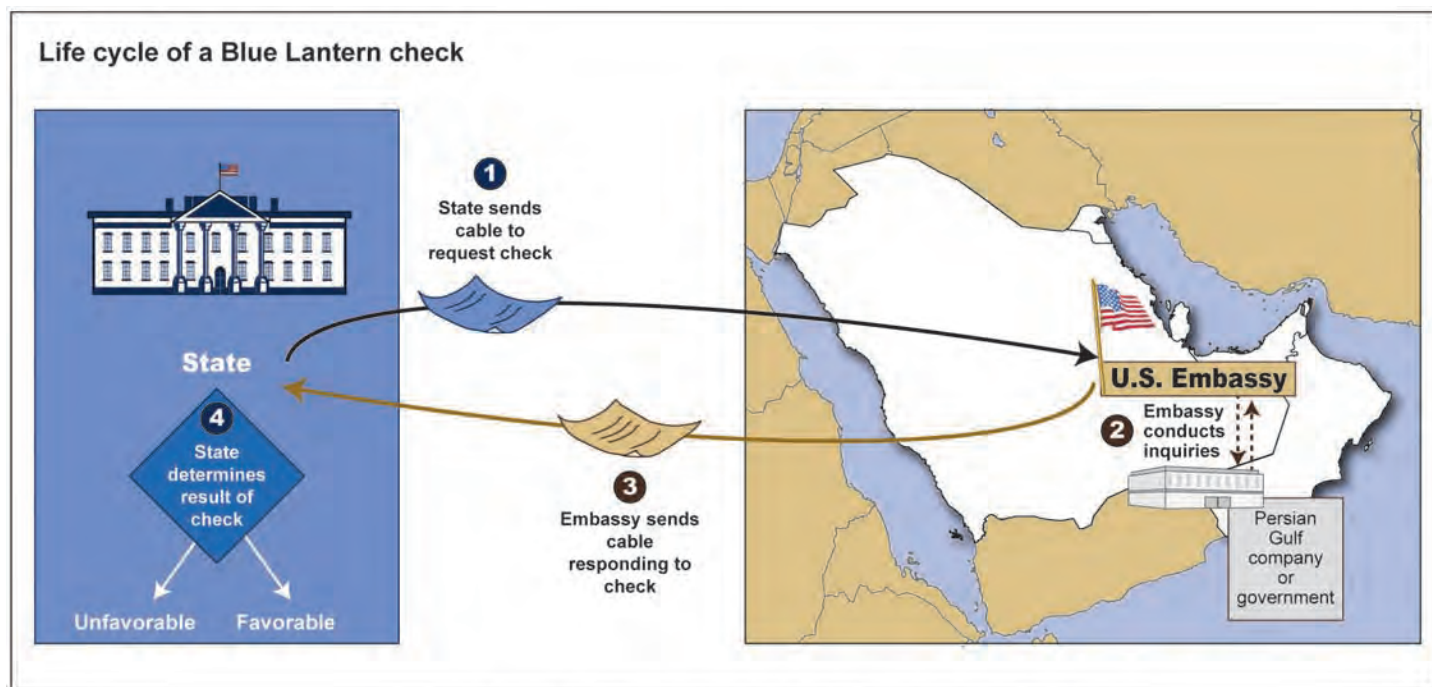 Life cycle of a Blue Lantern check
1
State sends
cable to
request check
State
4
State
determines
result of
check
Unfavorable
Favorable
3
Embassy sends
cable
responding to
check
U.S. Embassy
2
Embassy
conducts
inquiries
Persian
Gulf
company
or
government